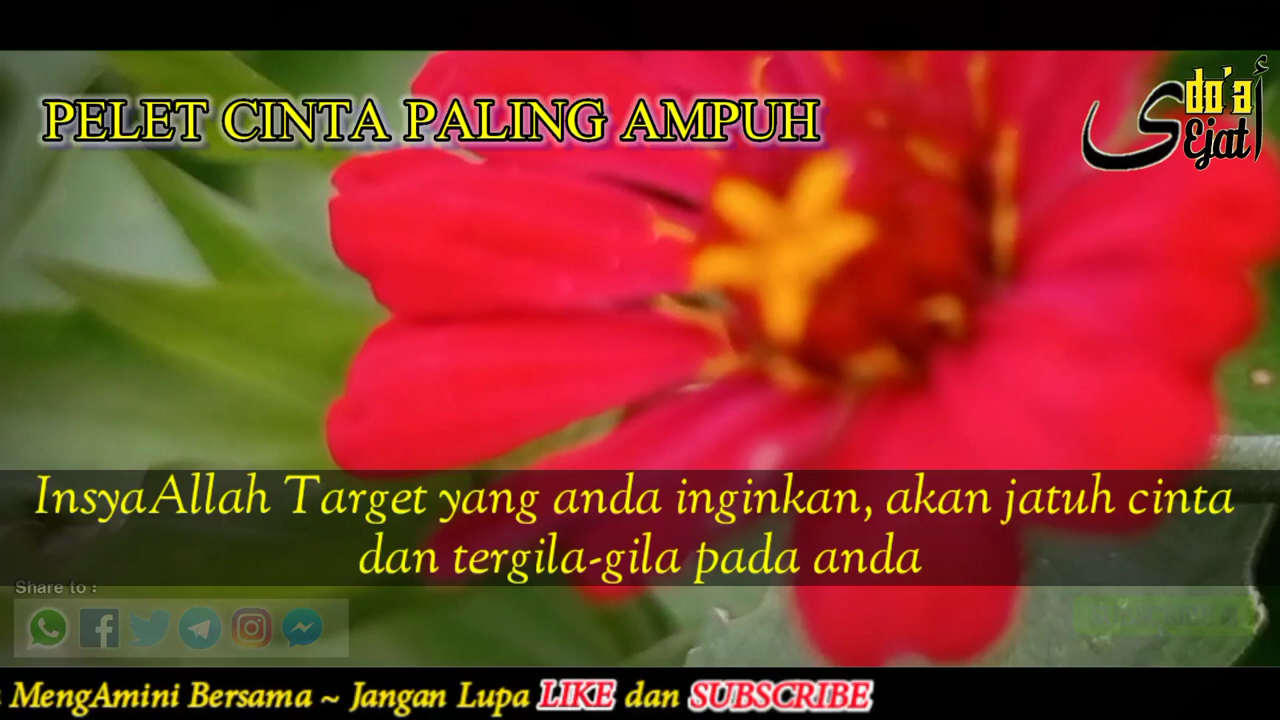 PELET CINTA PALING AMPUH
do'a
Ejati
InsyaAllah Target yang anda inginkan, akan jatuh cinta
dan tergila-gila pada anda
Share to :
MengAmini Bersama ~ Jangan Lupa LIKE dan SUBSCRIBE